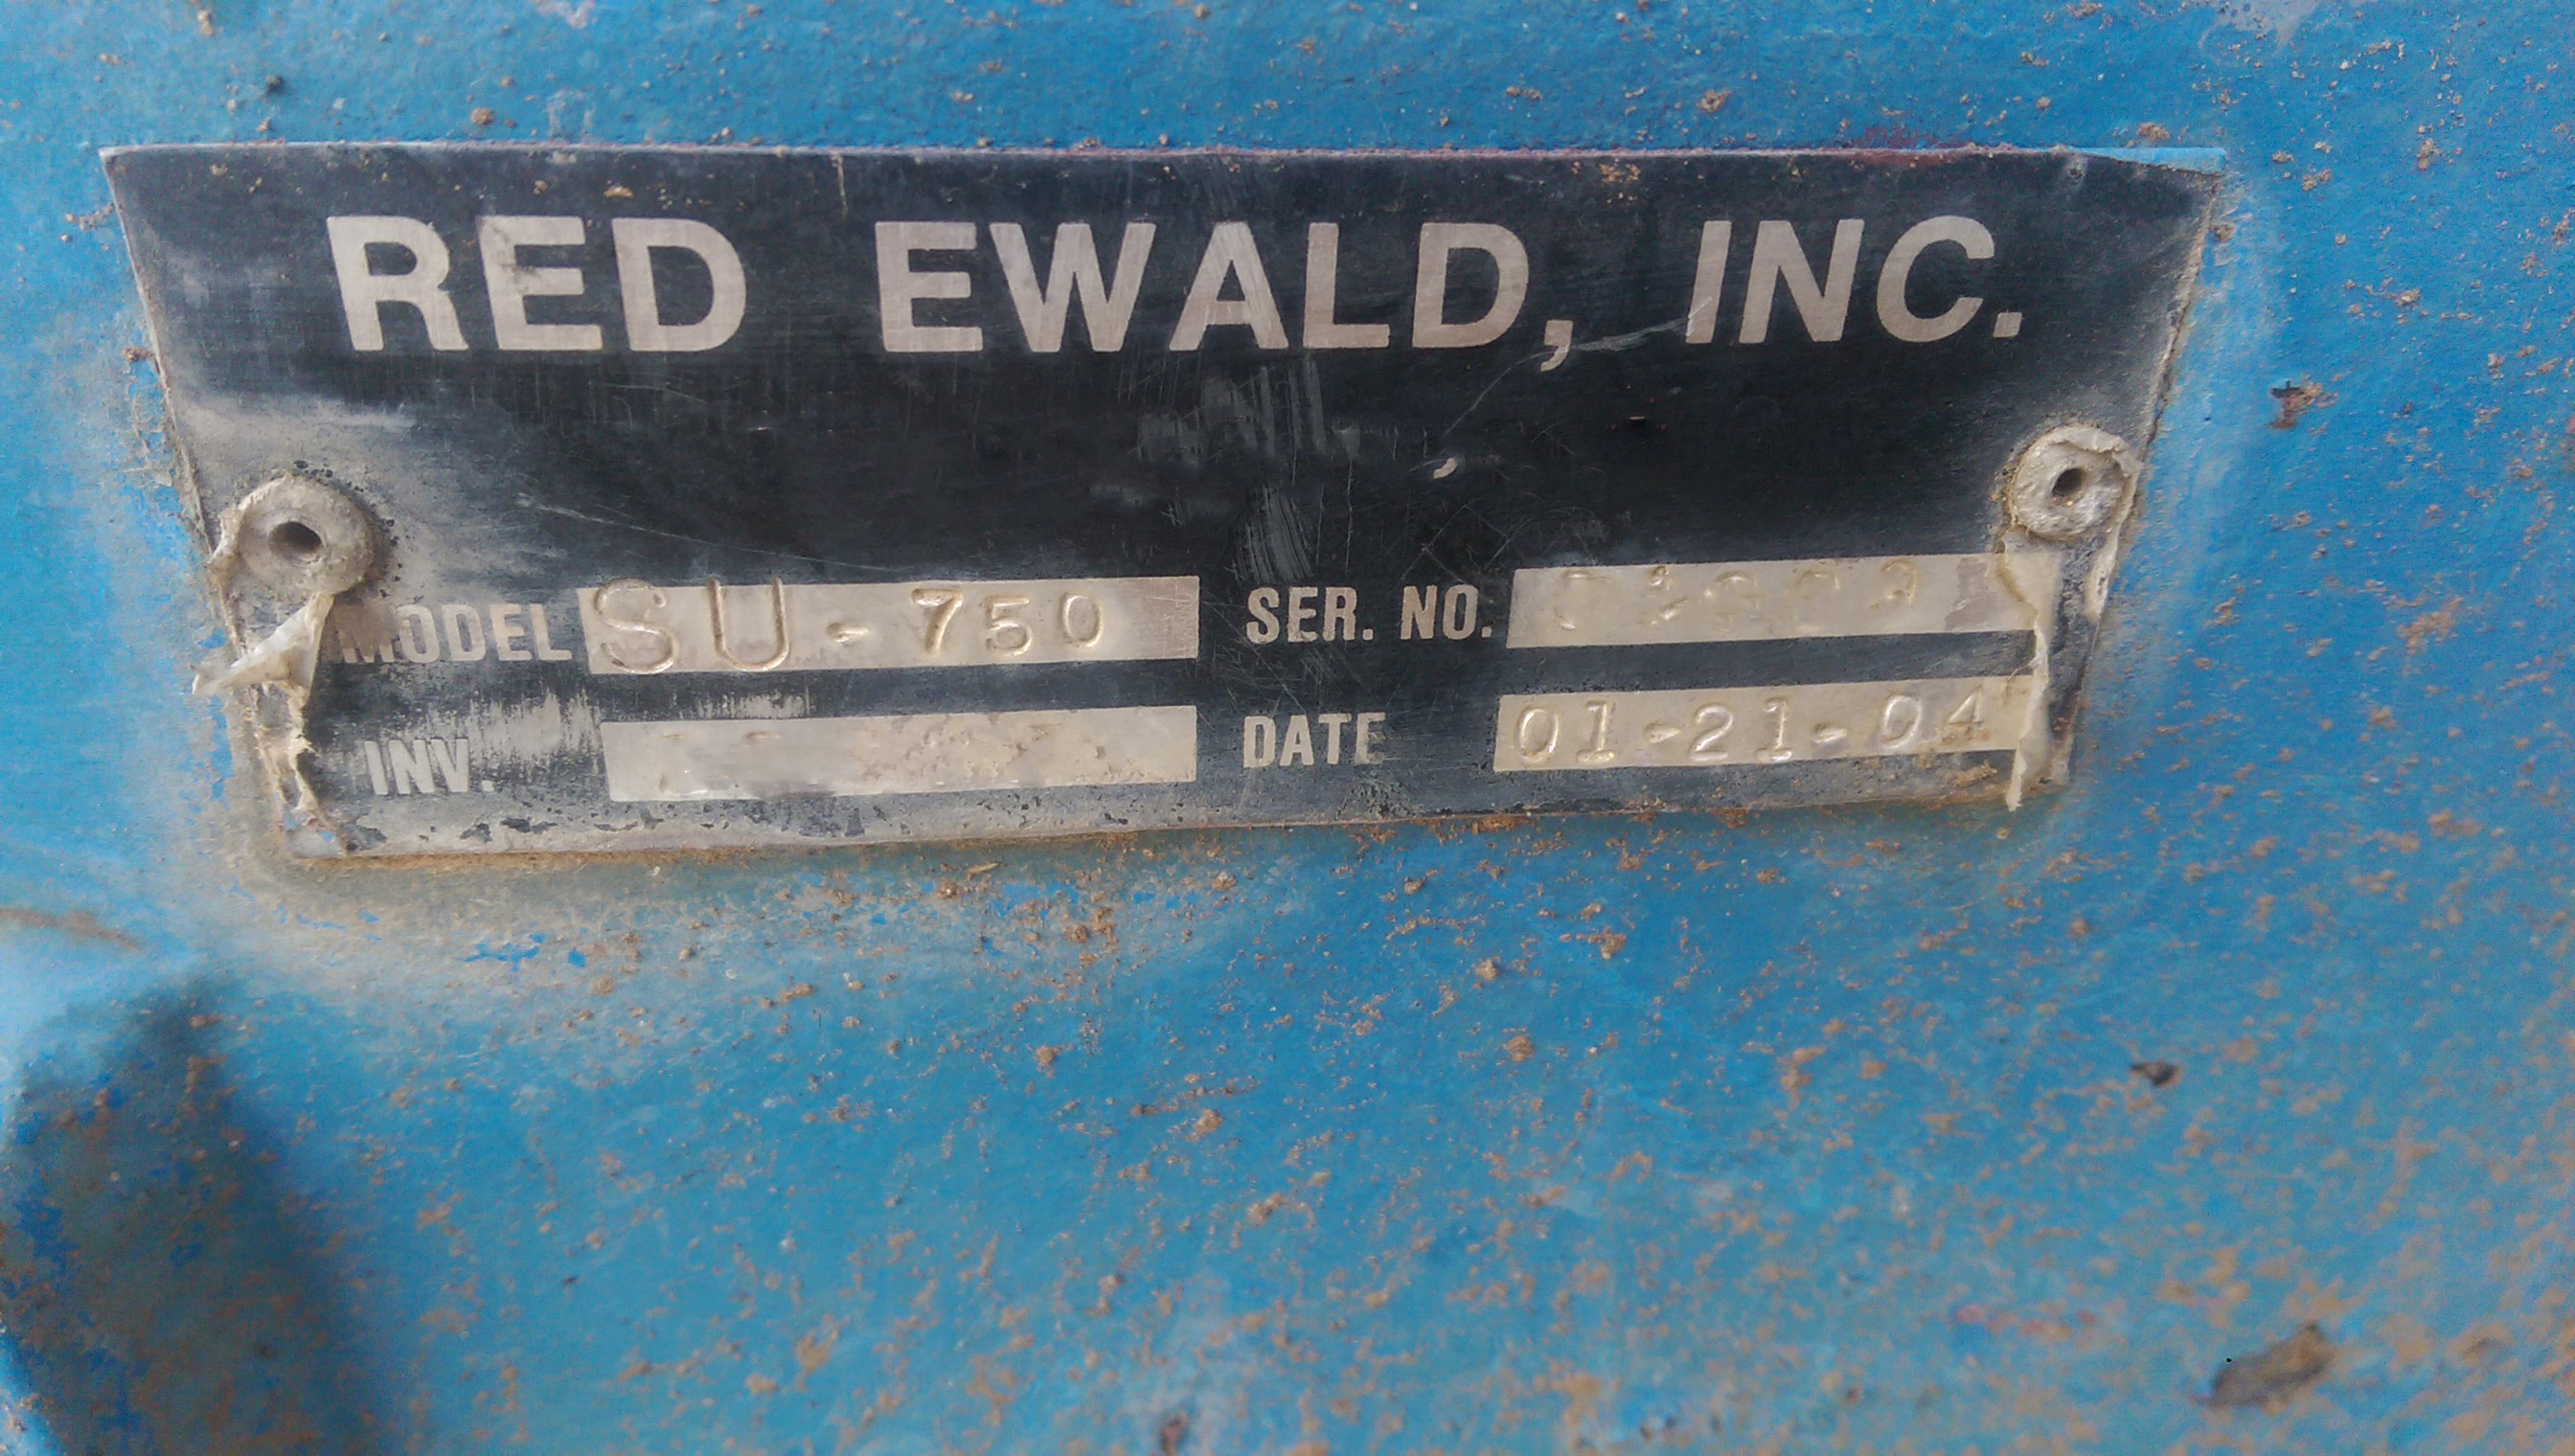 RED EWALD, INC.
MODEL SU-750 SER. NO.
INV. DATE 01-21-04